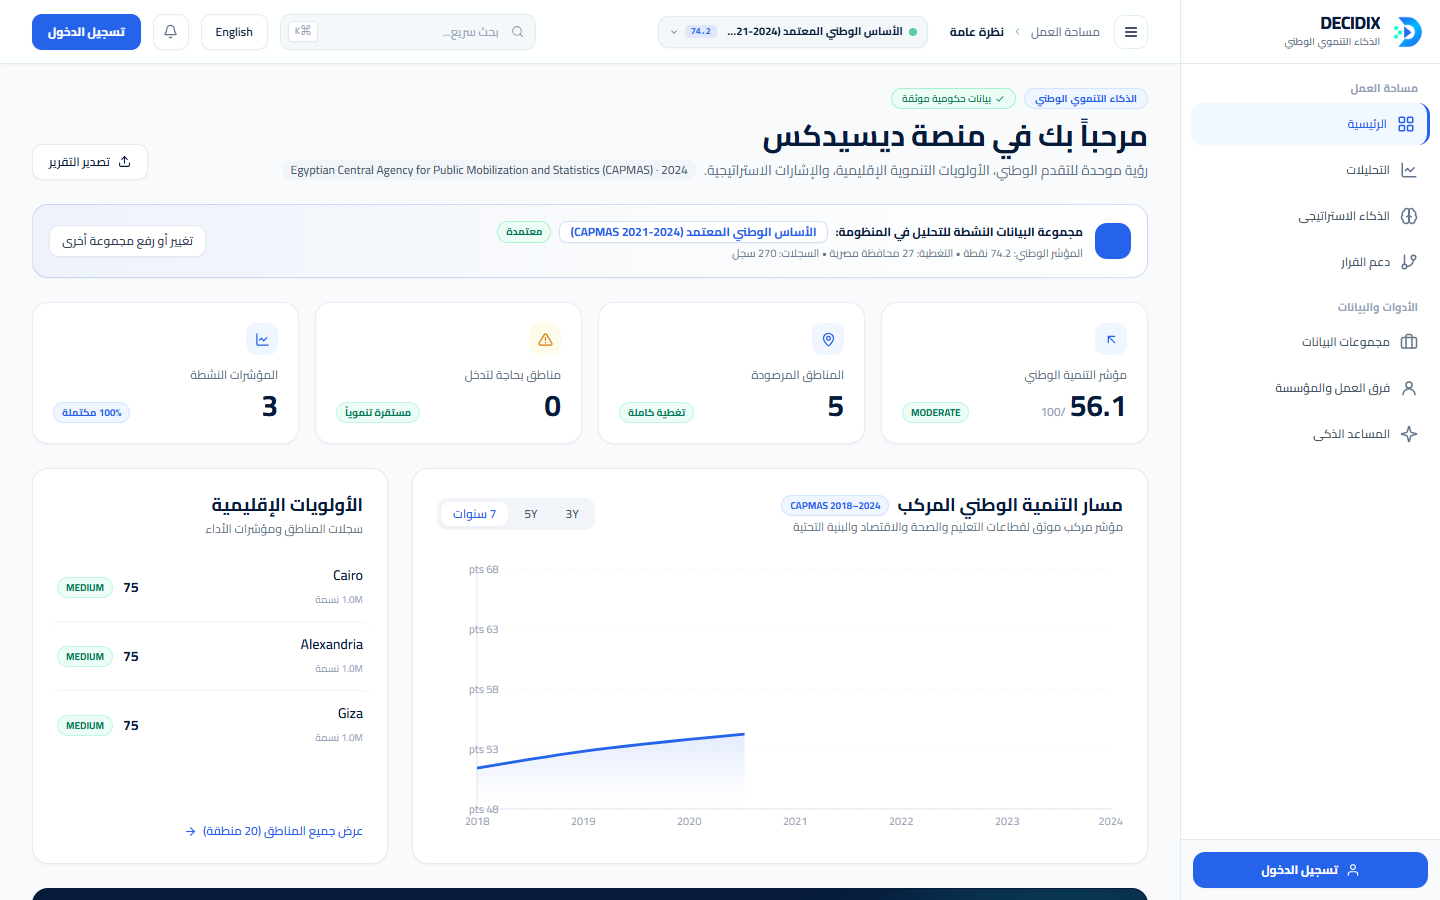 DECIDIX
الذكاء التنموي الوطني
مساحة العمل
الرئيسية
التحليلات
الذكاء الاستراتيجي
دعم القرار
الأدوات والبيانات
مجموعات البيانات
فرق العمل والمؤسسة
المساعد الذكي
تسجيل الدخول
مساحة العمل › نظرة عامة
الأساس الوطني المعتمد (2024-21... 74.2
بحث سريع... ⌘K
English
تسجيل الدخول
الذكاء التنموي الوطني
✓ بيانات حكومية موثقة
مرحباً بك في منصة ديسيدكس
رؤية موحدة للتقدم الوطني، الأولويات التنموية الإقليمية، والإشارات الاستراتيجية.
Egyptian Central Agency for Public Mobilization and Statistics (CAPMAS) · 2024
تصدير التقرير
مجموعة البيانات النشطة للتحليل في المنظومة: الأساس الوطني المعتمد (CAPMAS 2021-2024) معتمدة
المؤشر الوطني: 74.2 نقطة • التغطية: 27 محافظة مصرية • السجلات: 270 سجل
تغيير أو رفع مجموعة أخرى
مؤشر التنمية الوطني
56.1 /100
MODERATE
المناطق المرصودة
5
تغطية كاملة
مناطق بحاجة لتدخل
0
مستقرة تنموياً
المؤشرات النشطة
3
100% مكتملة
مسار التنمية الوطني المركب CAPMAS 2018–2024
مؤشر مركب موثق لقطاعات التعليم والصحة والاقتصاد والبنية التحتية
3Y 5Y 7 سنوات
68 pts
63 pts
58 pts
53 pts
48 pts
2018 2019 2020 2021 2022 2023 2024
الأولويات الإقليمية
سجلات المناطق ومؤشرات الأداء
Cairo
1.0M نسمة
75 MEDIUM
Alexandria
1.0M نسمة
75 MEDIUM
Giza
1.0M نسمة
75 MEDIUM
عرض جميع المناطق (20 منطقة) →